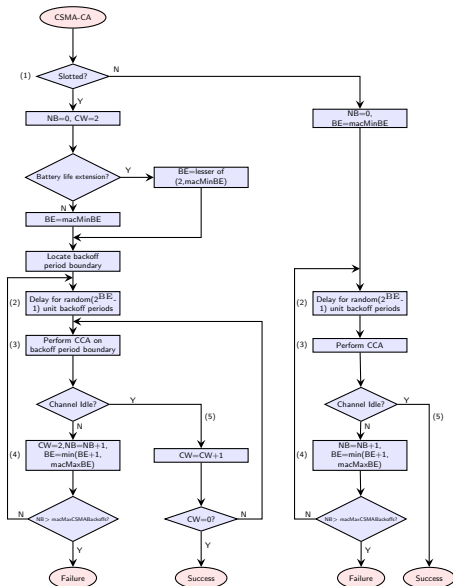 CSMA-CA
(1)
Slotted?
N
Y
NB=0, CW=2
NB=0,
BE=macMinBE
Battery life extension?
Y
BE=lesser of
(2,macMinBE)
N
BE=macMinBE
Locate backoff
period boundary
(2)
Delay for random(2^BE-
1) unit backoff periods
(2)
Delay for random(2^BE-
1) unit backoff periods
(3)
Perform CCA on
backoff period boundary
(3)
Perform CCA
Channel Idle?
Y
(5)
N
Channel Idle?
Y
(5)
N
(4)
CW=2,NB=NB+1,
BE=min(BE+1,
macMaxBE)
CW=CW+1
(4)
NB=NB+1,
BE=min(BE+1,
macMaxBE)
N
NB > macMaxCSMABackoffs?
CW=0?
N
N
NB > macMaxCSMABackoffs?
Y
Y
Y
Failure
Success
Failure
Success